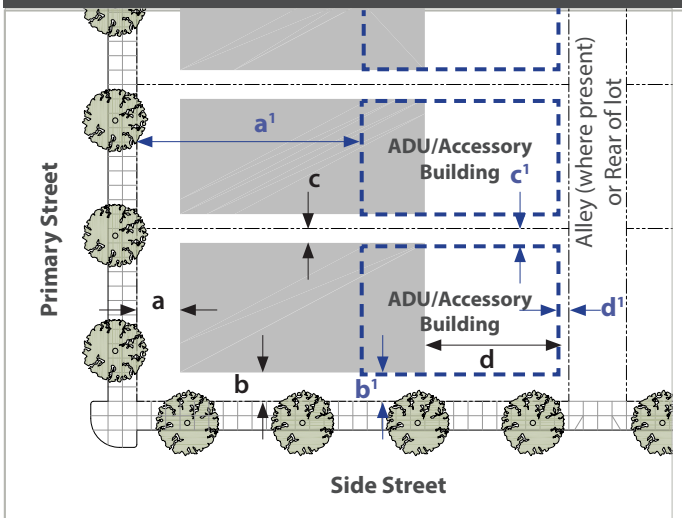 a¹
ADU/Accessory
Building
c
c¹
Alley (where present)
or Rear of lot
Primary Street
a
ADU/Accessory
Building
d¹
d
b
b¹
Side Street